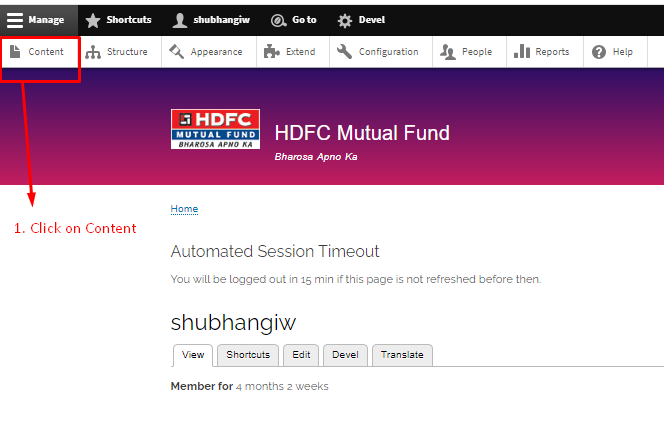 Manage Shortcuts shubhangiw Go to Devel
Content Structure Appearance Extend Configuration People Reports Help
HDFC
MUTUAL FUND
BHAROSA APNO KA
HDFC Mutual Fund
Bharosa Apno Ka
Home
1. Click on Content
Automated Session Timeout
You will be logged out in 15 min if this page is not refreshed before then.
shubhangiw
View Shortcuts Edit Devel Translate
Member for 4 months 2 weeks